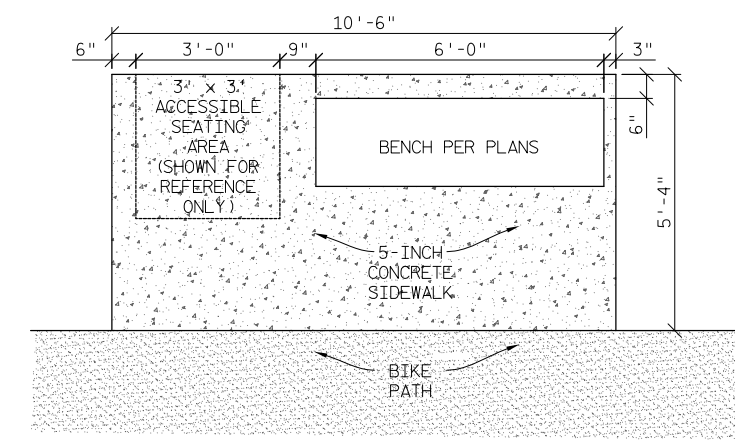 10'-6"
6" 3'-0" 9" 6'-0" 3"
3' x 3'
ACCESSIBLE
SEATING
AREA
(SHOWN FOR
REFERENCE
ONLY)
BENCH PER PLANS
6"
5'-4"
5-INCH
CONCRETE
SIDEWALK
BIKE
PATH